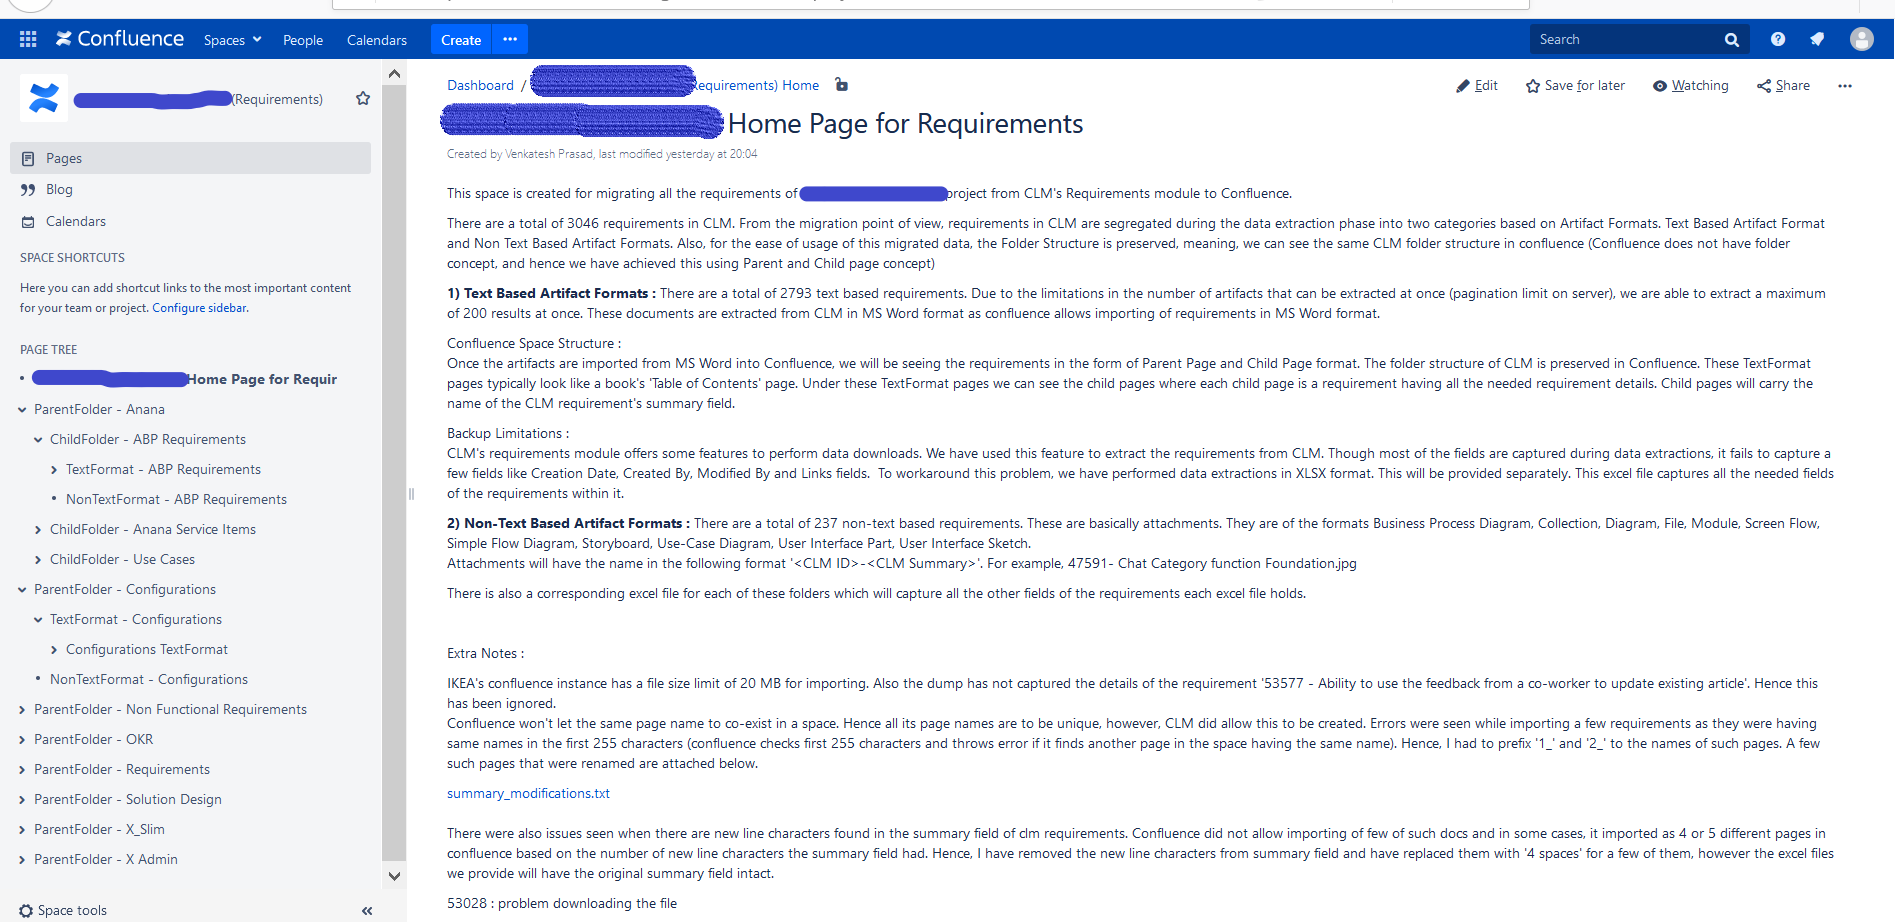 Confluence Spaces People Calendars Create ••• Search
(Requirements)
Pages
Blog
Calendars
SPACE SHORTCUTS
Here you can add shortcut links to the most important content
for your team or project. Configure sidebar.
PAGE TREE
Home Page for Requir
ParentFolder - Anana
ChildFolder - ABP Requirements
TextFormat - ABP Requirements
NonTextFormat - ABP Requirements
ChildFolder - Anana Service Items
ChildFolder - Use Cases
ParentFolder - Configurations
TextFormat - Configurations
Configurations TextFormat
NonTextFormat - Configurations
ParentFolder - Non Functional Requirements
ParentFolder - OKR
ParentFolder - Requirements
ParentFolder - Solution Design
ParentFolder - X_Slim
ParentFolder - X Admin
Space tools
Dashboard / Requirements) Home
Edit Save for later Watching Share •••
Home Page for Requirements
Created by Venkatesh Prasad, last modified yesterday at 20:04
This space is created for migrating all the requirements of project from CLM's Requirements module to Confluence.
There are a total of 3046 requirements in CLM. From the migration point of view, requirements in CLM are segregated during the data extraction phase into two categories based on Artifact Formats. Text Based Artifact Format
and Non Text Based Artifact Formats. Also, for the ease of usage of this migrated data, the Folder Structure is preserved, meaning, we can see the same CLM folder structure in confluence (Confluence does not have folder
concept, and hence we have achieved this using Parent and Child page concept)
1) Text Based Artifact Formats : There are a total of 2793 text based requirements. Due to the limitations in the number of artifacts that can be extracted at once (pagination limit on server), we are able to extract a maximum
of 200 results at once. These documents are extracted from CLM in MS Word format as confluence allows importing of requirements in MS Word format.
Confluence Space Structure :
Once the artifacts are imported from MS Word into Confluence, we will be seeing the requirements in the form of Parent Page and Child Page format. The folder structure of CLM is preserved in Confluence. These TextFormat
pages typically look like a book's 'Table of Contents' page. Under these TextFormat pages we can see the child pages where each child page is a requirement having all the needed requirement details. Child pages will carry the
name of the CLM requirement's summary field.
Backup Limitations :
CLM's requirements module offers some features to perform data downloads. We have used this feature to extract the requirements from CLM. Though most of the fields are captured during data extractions, it fails to capture a
few fields like Creation Date, Created By, Modified By and Links fields. To workaround this problem, we have performed data extractions in XLSX format. This will be provided separately. This excel file captures all the needed fields
of the requirements within it.
2) Non-Text Based Artifact Formats : There are a total of 237 non-text based requirements. These are basically attachments. They are of the formats Business Process Diagram, Collection, Diagram, File, Module, Screen Flow,
Simple Flow Diagram, Storyboard, Use-Case Diagram, User Interface Part, User Interface Sketch.
Attachments will have the name in the following format '<CLM ID>-<CLM Summary>'. For example, 47591- Chat Category function Foundation.jpg
There is also a corresponding excel file for each of these folders which will capture all the other fields of the requirements each excel file holds.
Extra Notes :
IKEA's confluence instance has a file size limit of 20 MB for importing. Also the dump has not captured the details of the requirement '53577 - Ability to use the feedback from a co-worker to update existing article'. Hence this
has been ignored.
Confluence won't let the same page name to co-exist in a space. Hence all its page names are to be unique, however, CLM did allow this to be created. Errors were seen while importing a few requirements as they were having
same names in the first 255 characters (confluence checks first 255 characters and throws error if it finds another page in the space having the same name). Hence, I had to prefix '1_' and '2_' to the names of such pages. A few
such pages that were renamed are attached below.
summary_modifications.txt
There were also issues seen when there are new line characters found in the summary field of clm requirements. Confluence did not allow importing of few of such docs and in some cases, it imported as 4 or 5 different pages in
confluence based on the number of new line characters the summary field had. Hence, I have removed the new line characters from summary field and have replaced them with '4 spaces' for a few of them, however the excel files
we provide will have the original summary field intact.
53028 : problem downloading the file